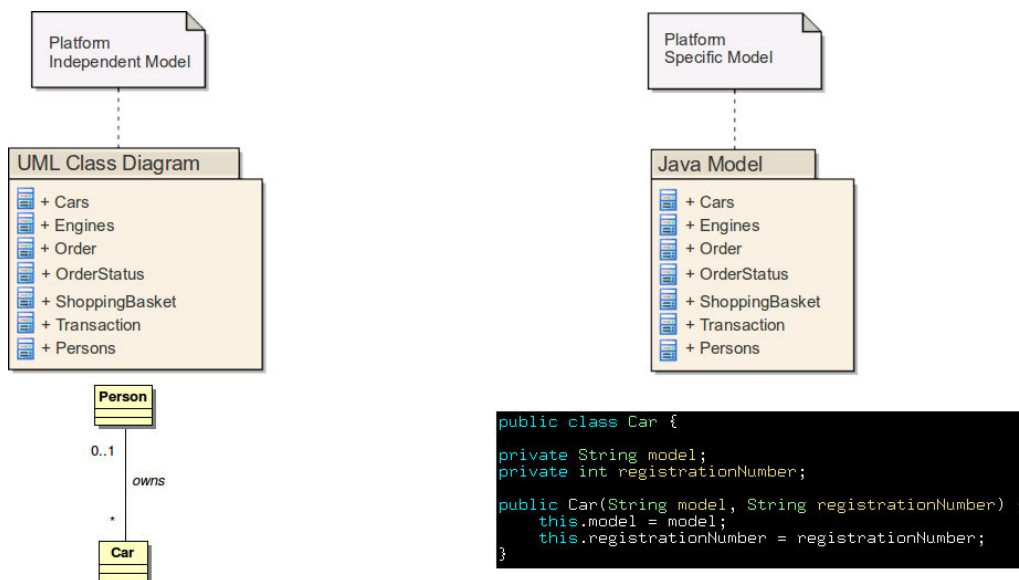 Platform
Independent Model
UML Class Diagram
+ Cars
+ Engines
+ Order
+ OrderStatus
+ ShoppingBasket
+ Transaction
+ Persons
Person
0..1
owns
*
Car
Platform
Specific Model
Java Model
+ Cars
+ Engines
+ Order
+ OrderStatus
+ ShoppingBasket
+ Transaction
+ Persons
public class Car {
private String model;
private int registrationNumber;
public Car(String model, String registrationNumber)
this.model = model;
this.registrationNumber = registrationNumber;
}